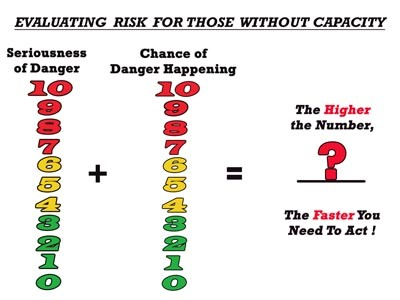 EVALUATING RISK FOR THOSE WITHOUT CAPACITY
Seriousness
of Danger
10
9
8
7
6
5
4
3
2
1
0
+
Chance of
Danger Happening
10
9
8
7
6
5
4
3
2
1
0
=
The Higher
the Number,
?
The Faster You
Need To Act !